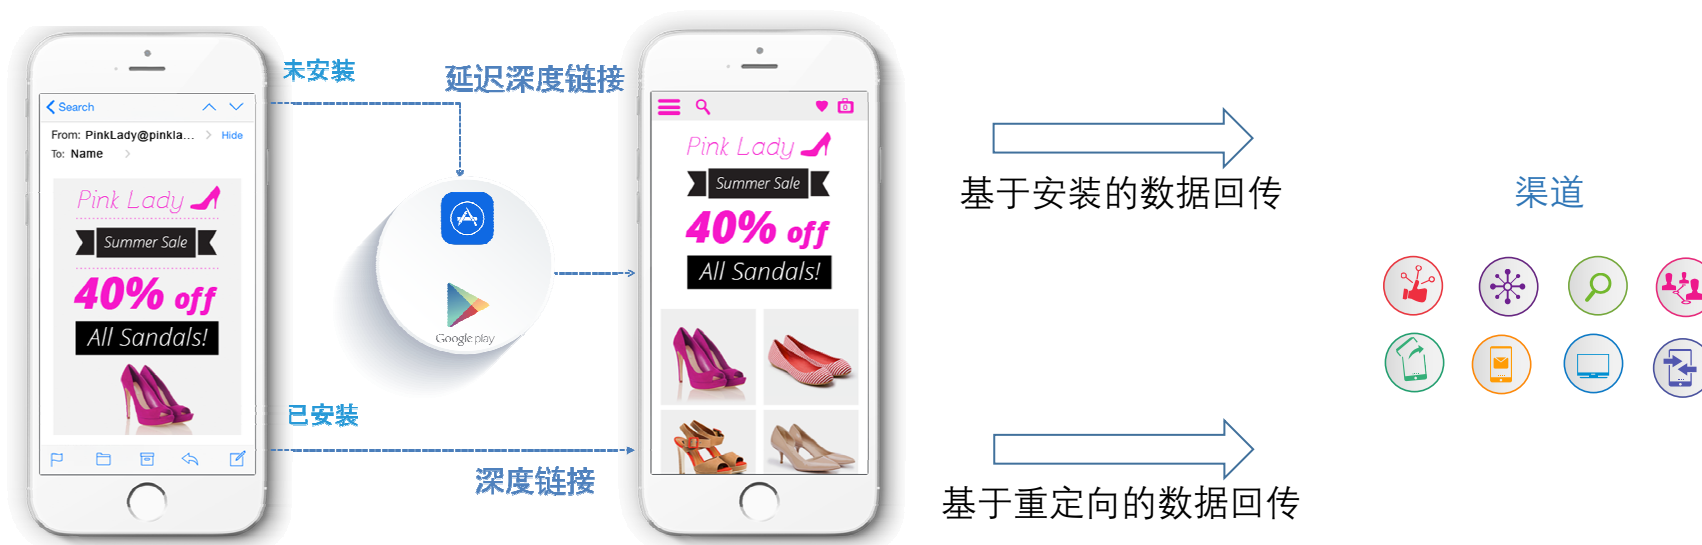 未安装
延迟深度链接
Search
From: PinkLady@pinkla... Hide
To: Name
Pink Lady
Summer Sale
40% off
All Sandals!
Google play
已安装
深度链接
0
Pink Lady
Summer Sale
40% off
All Sandals!
基于安装的数据回传
基于重定向的数据回传
渠道